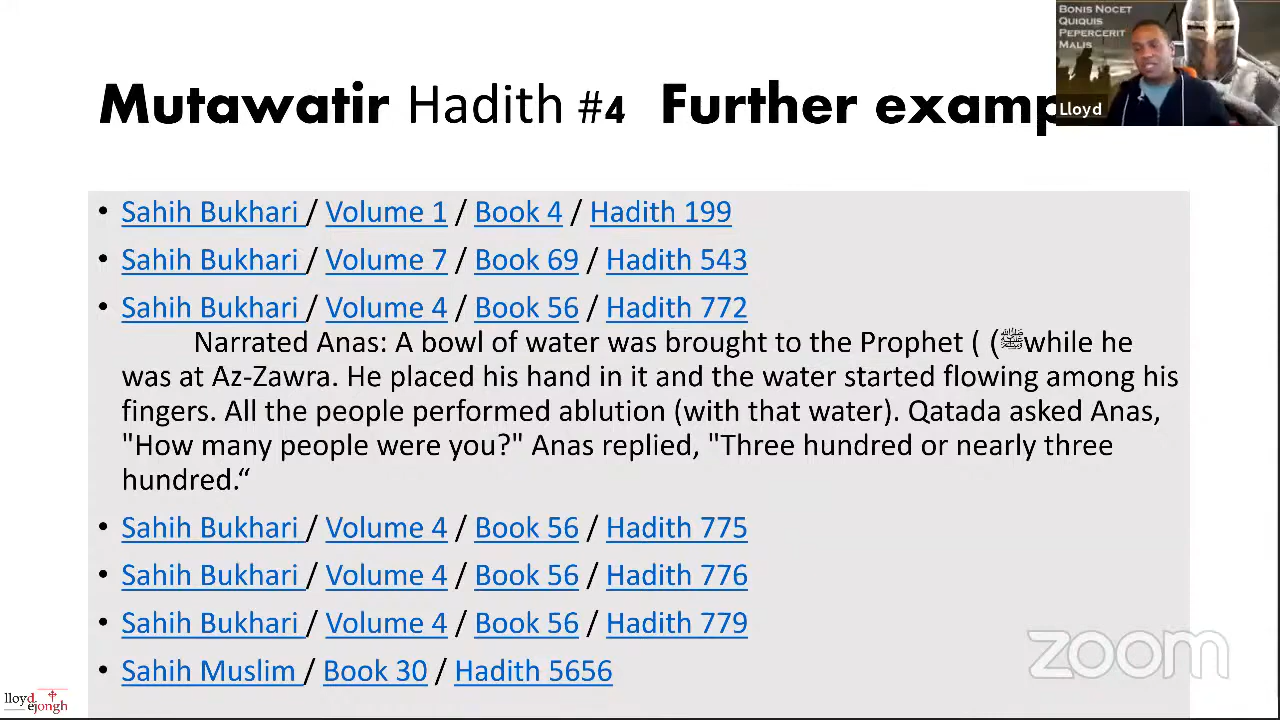 Bonis Nocet
Quiquis
Pepercerit
Malis
Lloyd
Mutawatir Hadith #4 Further examp
• Sahih Bukhari / Volume 1 / Book 4 / Hadith 199
• Sahih Bukhari / Volume 7 / Book 69 / Hadith 543
• Sahih Bukhari / Volume 4 / Book 56 / Hadith 772
Narrated Anas: A bowl of water was brought to the Prophet ( (ﷺwhile he
was at Az-Zawra. He placed his hand in it and the water started flowing among his
fingers. All the people performed ablution (with that water). Qatada asked Anas,
"How many people were you?" Anas replied, "Three hundred or nearly three
hundred.“
• Sahih Bukhari / Volume 4 / Book 56 / Hadith 775
• Sahih Bukhari / Volume 4 / Book 56 / Hadith 776
• Sahih Bukhari / Volume 4 / Book 56 / Hadith 779
• Sahih Muslim / Book 30 / Hadith 5656
zoom
lloyd
ejongh